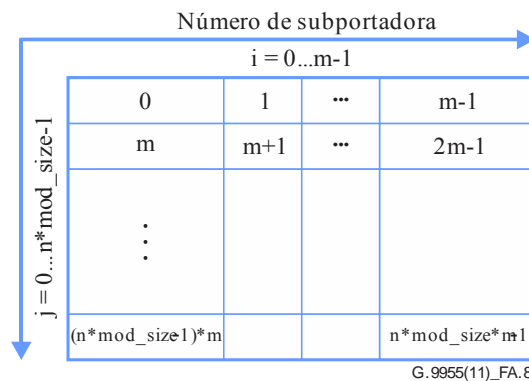 Número de subportadora
i = 0...m-1
j = 0...n*mod_size-1
0 1 ... m-1
m m+1 ... 2m-1
⋮
(n*mod_size-1)*m n*mod_size*m-1
G.9955(11)_FA.8